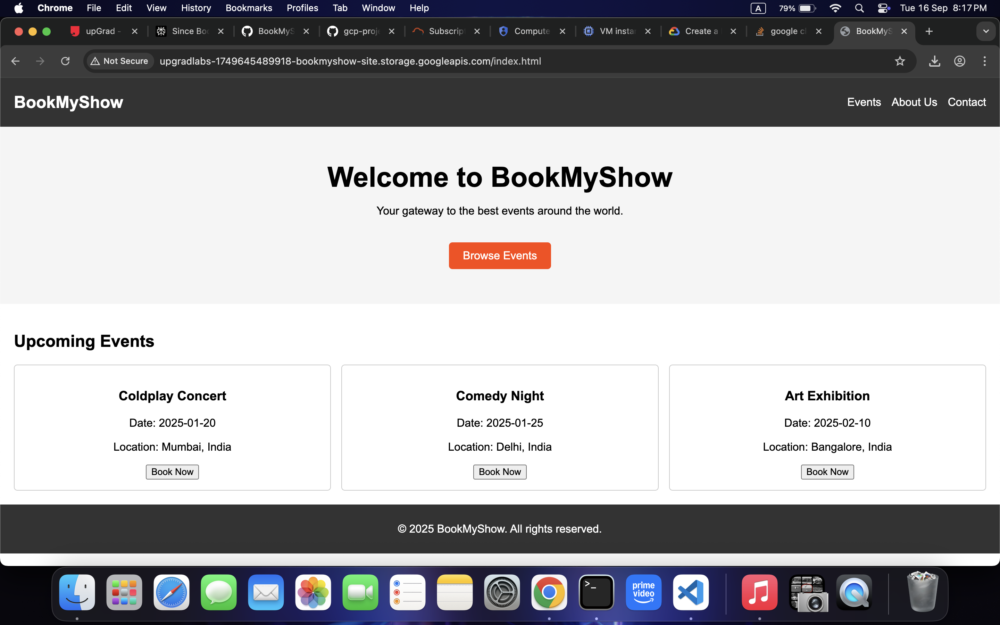 Chrome File Edit View History Bookmarks Profiles Tab Window Help A 79% Tue 16 Sep 8:17 PM
upGrad - Since Boo BookMyS gcp-proje Subscript Compute VM instan Create a google cl BookMyS
Not Secure upgradlabs-1749645489918-bookmyshow-site.storage.googleapis.com/index.html
BookMyShow Events About Us Contact
Welcome to BookMyShow
Your gateway to the best events around the world.
Browse Events
Upcoming Events
Coldplay Concert
Date: 2025-01-20
Location: Mumbai, India
Book Now
Comedy Night
Date: 2025-01-25
Location: Delhi, India
Book Now
Art Exhibition
Date: 2025-02-10
Location: Bangalore, India
Book Now
© 2025 BookMyShow. All rights reserved.
>_
prime
video